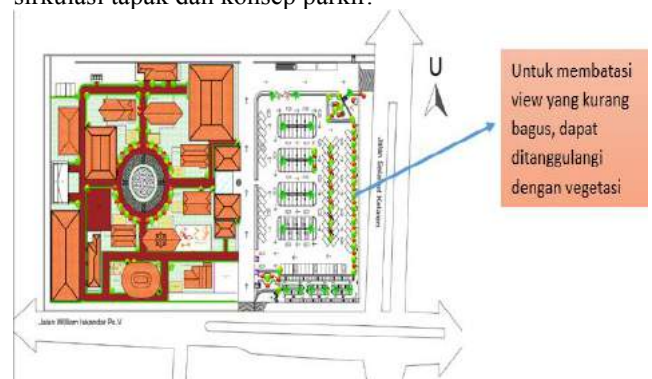 sirkulasi tapak dan konsep parkir.
U
Untuk membatasi
view yang kurang
bagus, dapat
ditanggulangi
dengan vegetasi
Jalan William Iskandar Ps.V